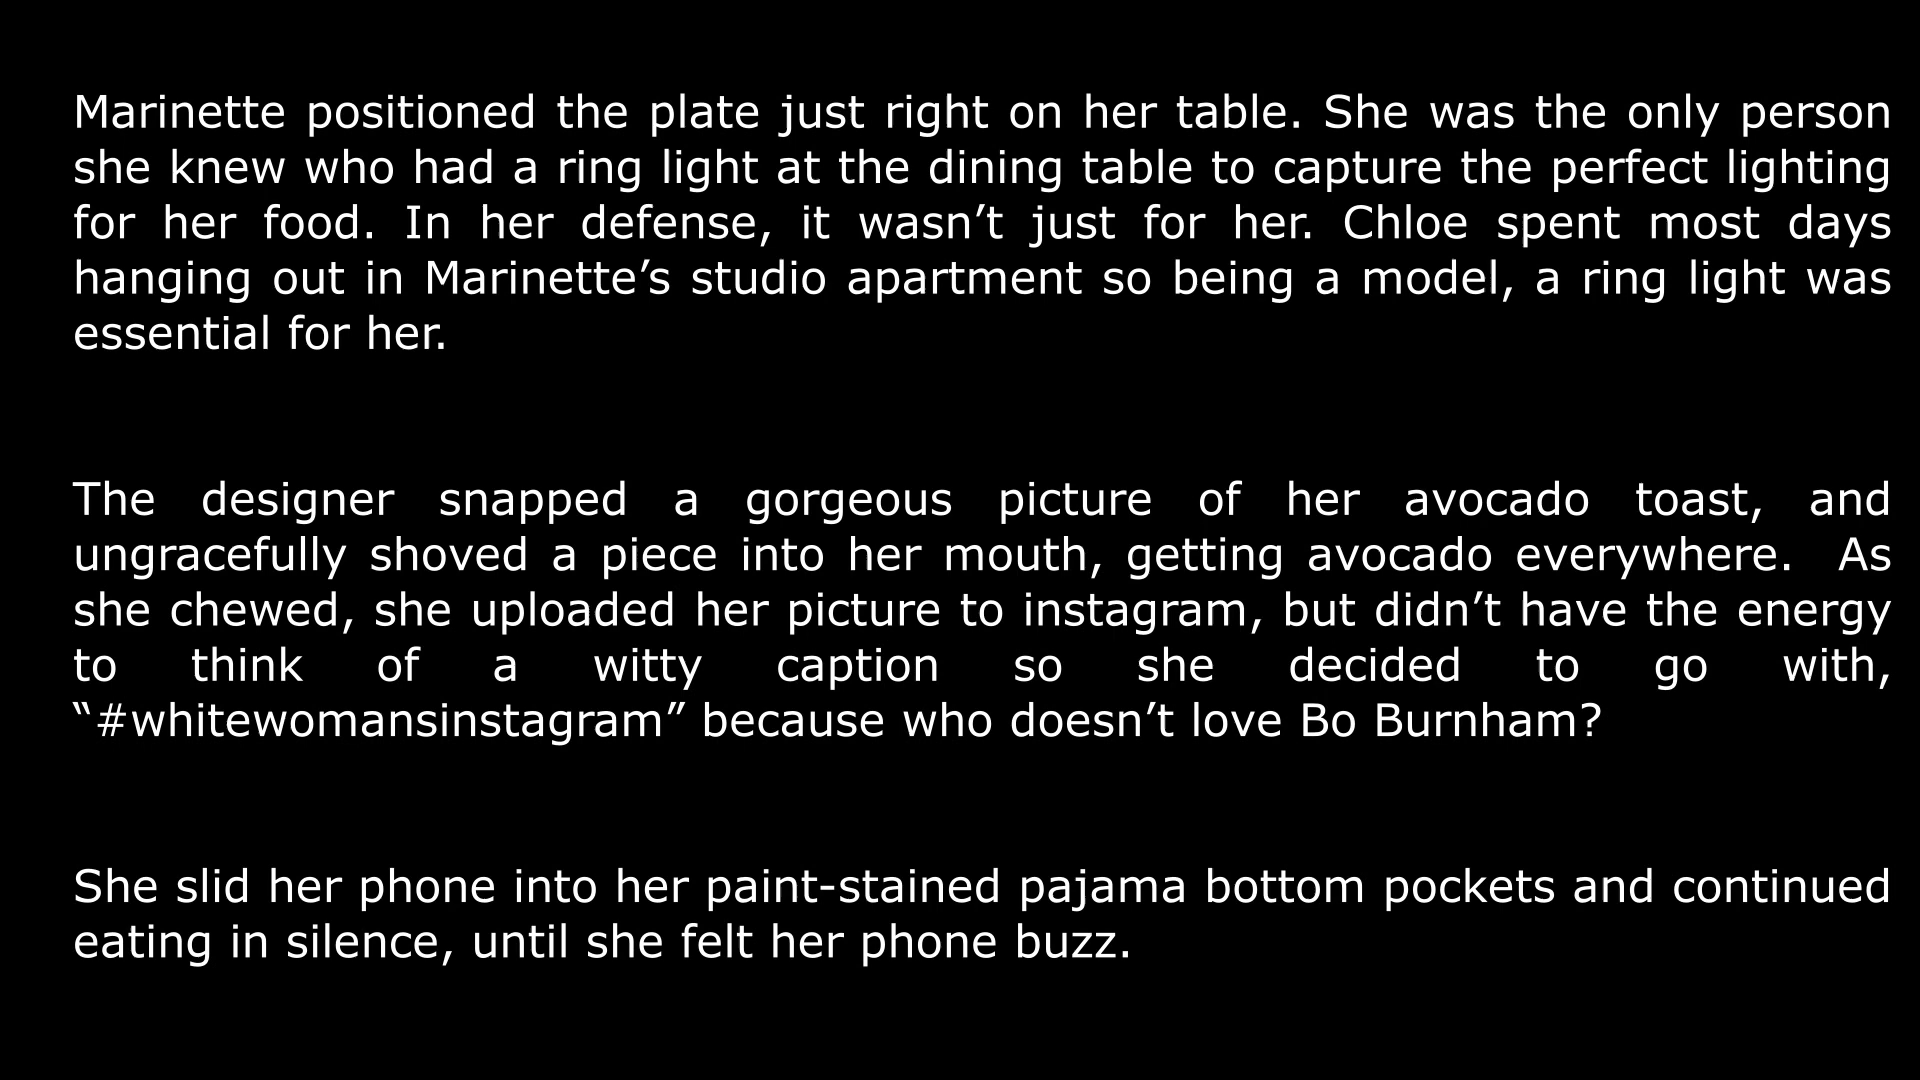 Marinette positioned the plate just right on her table. She was the only person
she knew who had a ring light at the dining table to capture the perfect lighting
for her food. In her defense, it wasn’t just for her. Chloe spent most days
hanging out in Marinette’s studio apartment so being a model, a ring light was
essential for her.
The designer snapped a gorgeous picture of her avocado toast, and
ungracefully shoved a piece into her mouth, getting avocado everywhere.  As
she chewed, she uploaded her picture to instagram, but didn’t have the energy
to think of a witty caption so she decided to go with,
“#whitewomansinstagram” because who doesn’t love Bo Burnham?
She slid her phone into her paint-stained pajama bottom pockets and continued
eating in silence, until she felt her phone buzz.